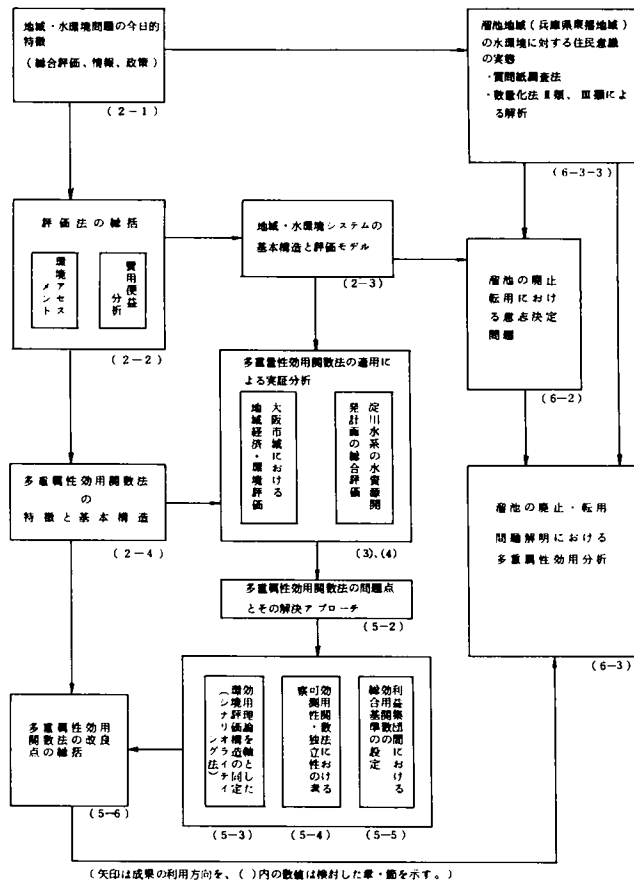 地域・水環境問題の今日的
特徴
(総合評価、情報、政策)
(2-1)
溜池地域(兵庫県東播地域)
の水環境に対する住民意識
の実態
・質問紙調査法
・数量化法Ⅱ類、Ⅲ類によ
る解析
(6-3-3)
評価法の総括
環境アセス
メント
費用便益
分析
(2-2)
地域・水環境システムの
基本構造と評価モデル
(2-3)
溜池の廃止
転用におけ
る意志決定
問題
(6-2)
多重属性効用関数法
の
特徴と基本構造
(2-4)
多重量性効用関数法の適用に
よる実証分析
大阪市域における
地域経済・環境評価
淀川水系の水資源開
発計画の総合評価
(3)、(4)
溜池の廃止・転用
問題解明における
多重属性効用分析
(6-3)
多重属性効用関数法の問題点
とその解決アプローチ
(5-2)
多重属性効用
関数法の改良
点の総括
(5-6)
効用理論を軸とした
環境評価構造の同定
(シナリオライティ
ング法)
(5-3)
効用関数法における
可測性・独立性の考
察
(5-4)
利益集団間における
効用関数の
統合基準の設定
(5-5)
(矢印は成果の利用方向を、( )内の数値は検討した章・節を示す。)